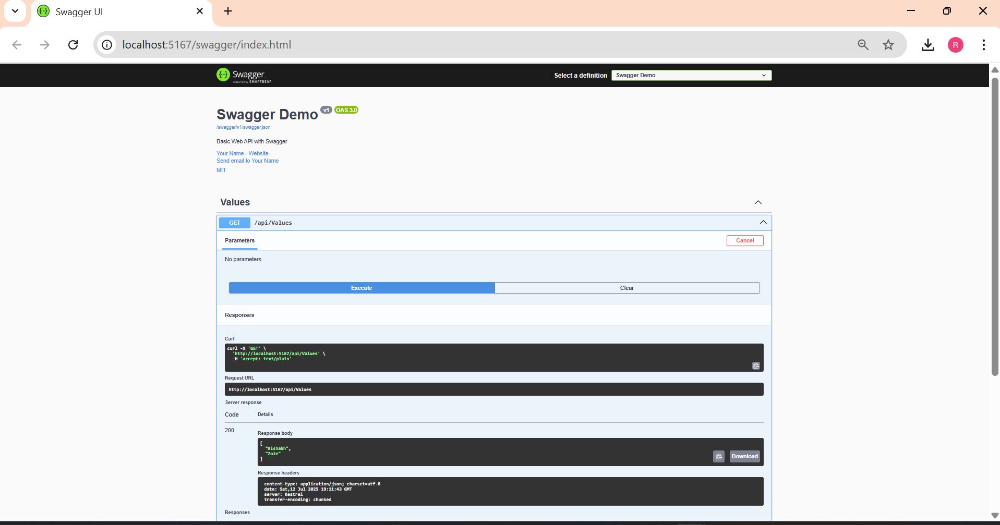 Swagger UI
localhost:5167/swagger/index.html
R
Swagger
Supported by SMARTBEAR
Select a definition
Swagger Demo
Swagger Demo v1 OAS 3.0
/swagger/v1/swagger.json
Basic Web API with Swagger
Your Name - Website
Send email to Your Name
MIT
Values
GET /api/Values
Parameters
Cancel
No parameters
Execute
Clear
Responses
Curl
curl -X 'GET' \
'http://localhost:5167/api/Values' \
-H 'accept: text/plain'
Request URL
http://localhost:5167/api/Values
Server response
Code Details
200
Response body
[
"Rishabh",
"Zoie"
]
Download
Response headers
content-type: application/json; charset=utf-8
date: Sat,12 Jul 2025 19:11:43 GMT
server: Kestrel
transfer-encoding: chunked
Responses